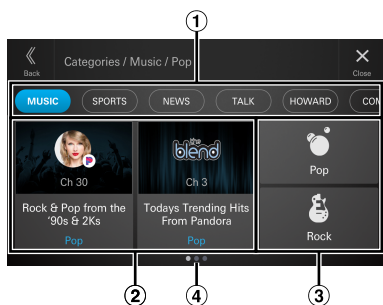 1
Back
Categories / Music / Pop
Close
MUSIC
SPORTS
NEWS
TALK
HOWARD
COM
P
Ch 30
Rock & Pop from the
'90s & 2Ks
Pop
the
blend
Ch 3
Todays Trending Hits
From Pandora
Pop
Pop
Rock
2
4
3